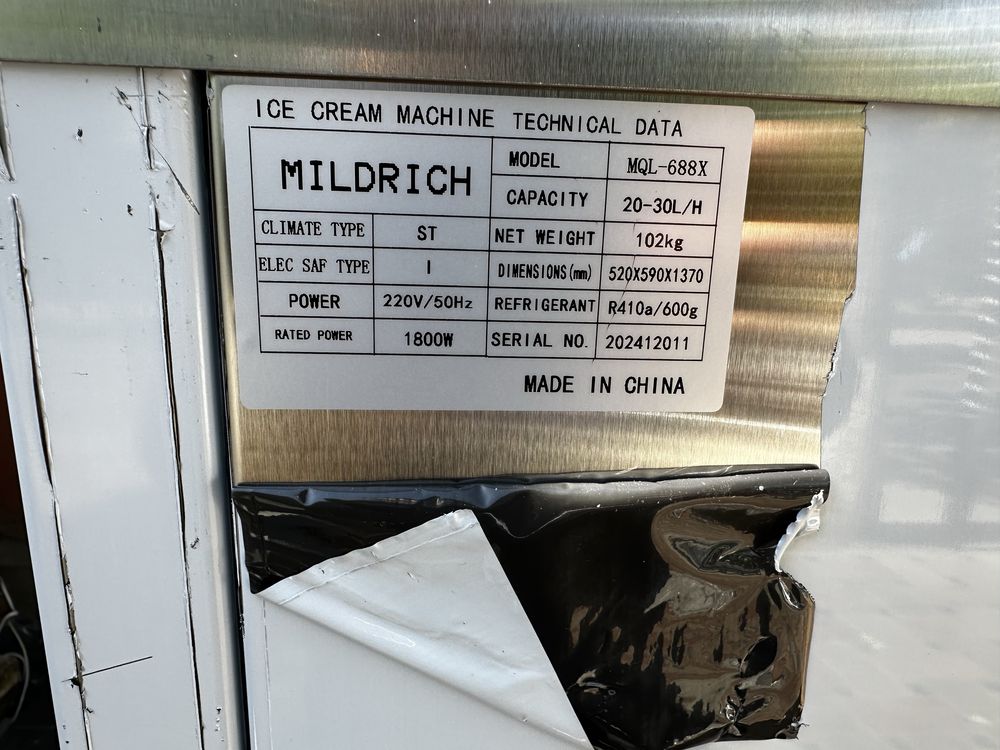 ICE CREAM MACHINE TECHNICAL DATA
MILDRICH
MODEL MQL-688X
CAPACITY 20-30L/H
CLIMATE TYPE ST NET WEIGHT 102kg
ELEC SAF TYPE I DIMENSIONS(mm) 520X590X1370
POWER 220V/50Hz REFRIGERANT R410a/600g
RATED POWER 1800W SERIAL NO. 202412011
MADE IN CHINA